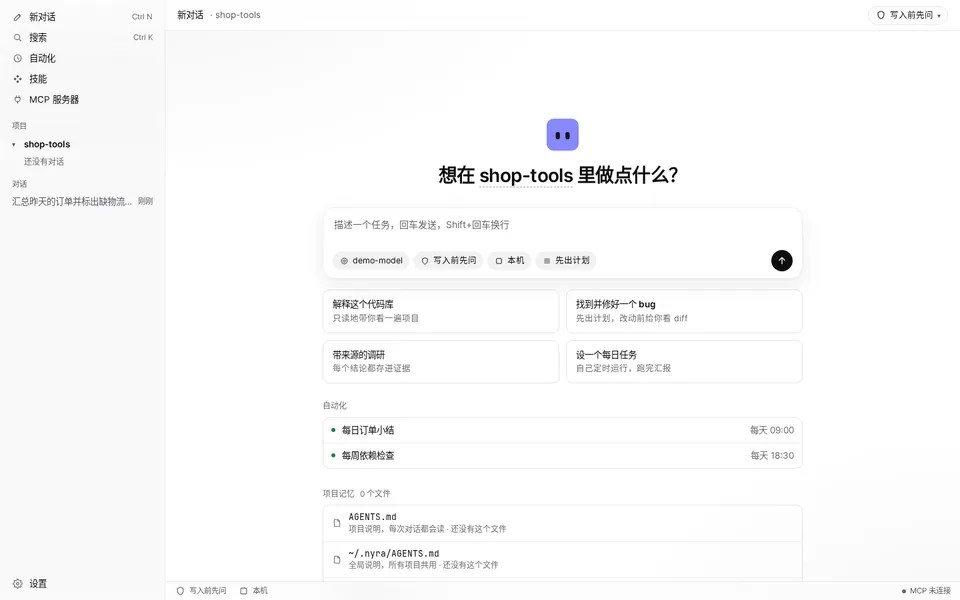 新对话 Ctrl N
搜索 Ctrl K
自动化
技能
MCP 服务器
项目
shop-tools
还没有对话
对话
汇总昨天的订单并标出缺物流… 刚刚
设置
新对话 · shop-tools
写入前先问
想在 shop-tools 里做点什么？
描述一个任务，回车发送，Shift+回车换行
demo-model 写入前先问 本机 先出计划
解释这个代码库
只读地带你看一遍项目
找到并修好一个 bug
先出计划，改动前给你看 diff
带来源的调研
每个结论都存进证据
设一个每日任务
自己定时运行，跑完汇报
自动化
每日订单小结 每天 09:00
每周依赖检查 每天 18:30
项目记忆 0 个文件
AGENTS.md
项目说明，每次对话都会读 · 还没有这个文件
~/.nyra/AGENTS.md
全局说明，所有项目共用 · 还没有这个文件
写入前先问 本机 MCP 未连接